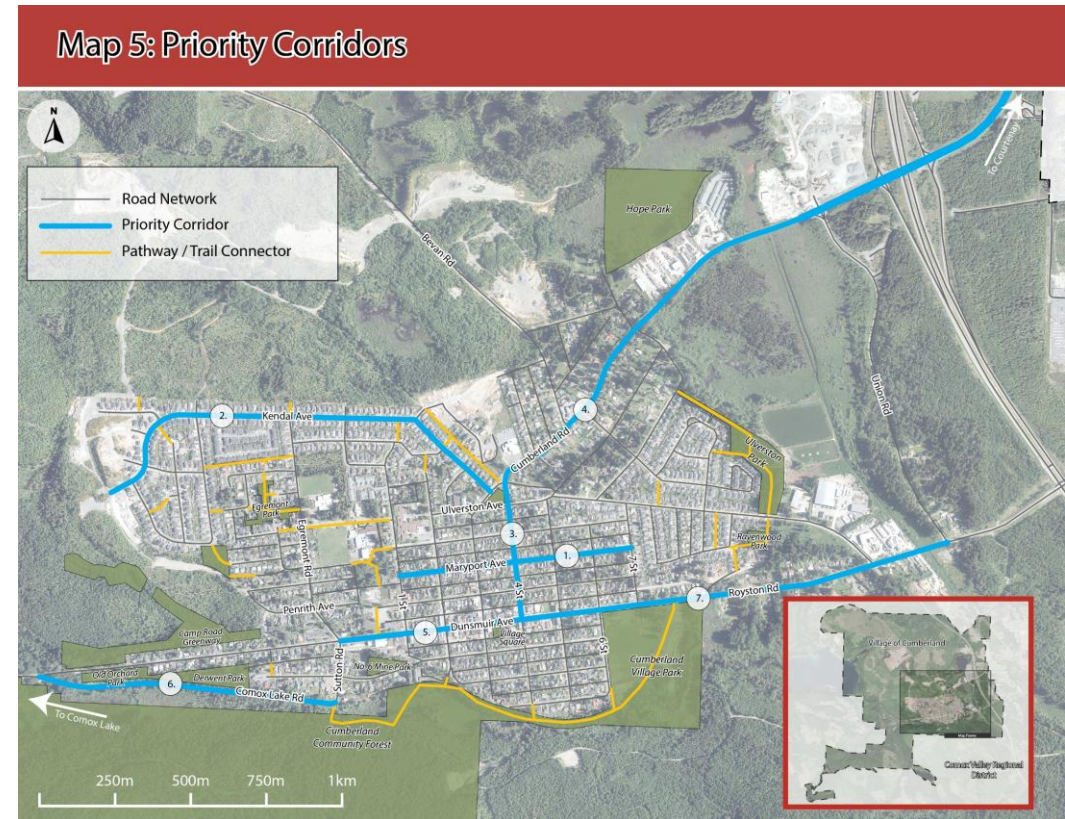 Map 5: Priority Corridors
N
To Courtenay
Road Network
Priority Corridor
Pathway / Trail Connector
Hope Park
Bevan Rd
Union Rd
2.
Kendal Ave
4.
Cumberland Rd
Ulverston
Park
Ulverston Ave
Egremont
Park
Egremont Rd
3.
Ravenwood
Park
1.
Maryport Ave
7 St
1 St
4 St
7.
Royston Rd
Penrith Ave
Dunsmuir Ave
5.
Village
Square
6 St
Camp Road
Greenway
Sutton Rd
No. 6 Mine Park
Cumberland
Village Park
Old Orchard
Park
Derwent Park
6.
Comox Lake Rd
To Comox Lake
Cumberland
Community Forest
Village of Cumberland
Map Frame
Comox Valley Regional
District
250m 500m 750m 1km